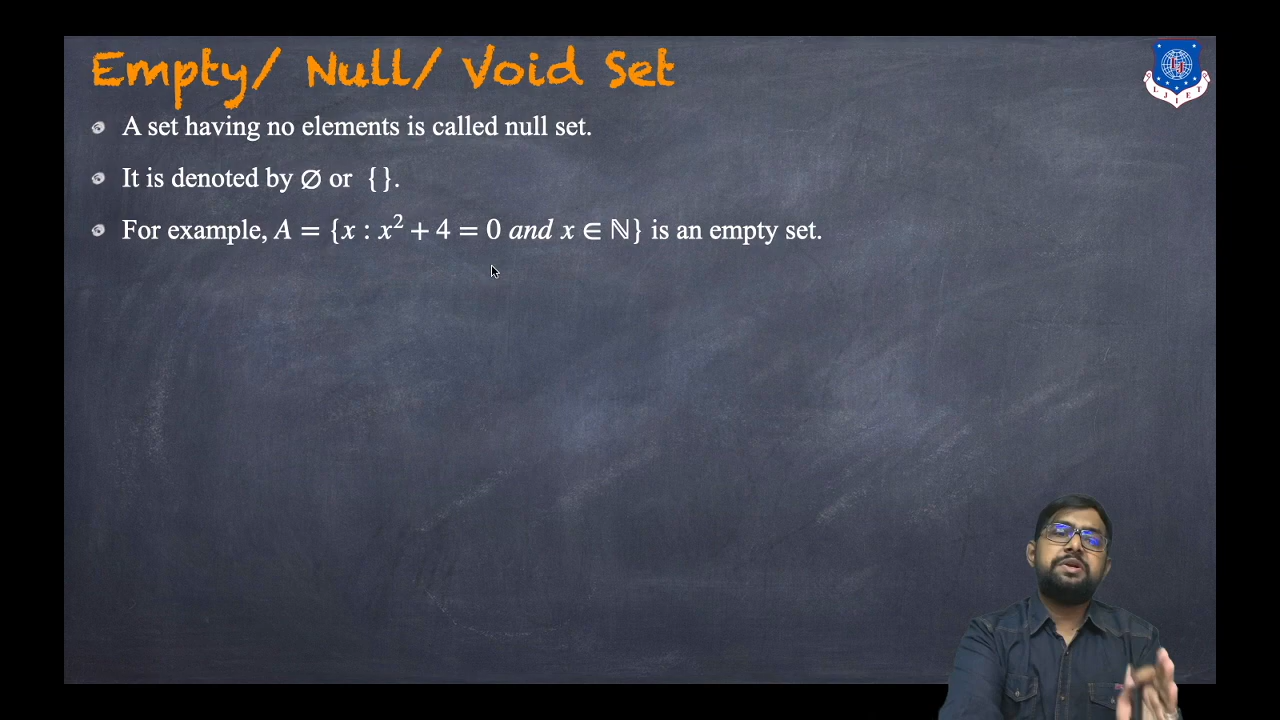 Empty/ Null/ Void Set
A set having no elements is called null set.
It is denoted by ∅ or { }.
For example, A = {x : x² + 4 = 0 and x ∈ ℕ} is an empty set.
L J I E T